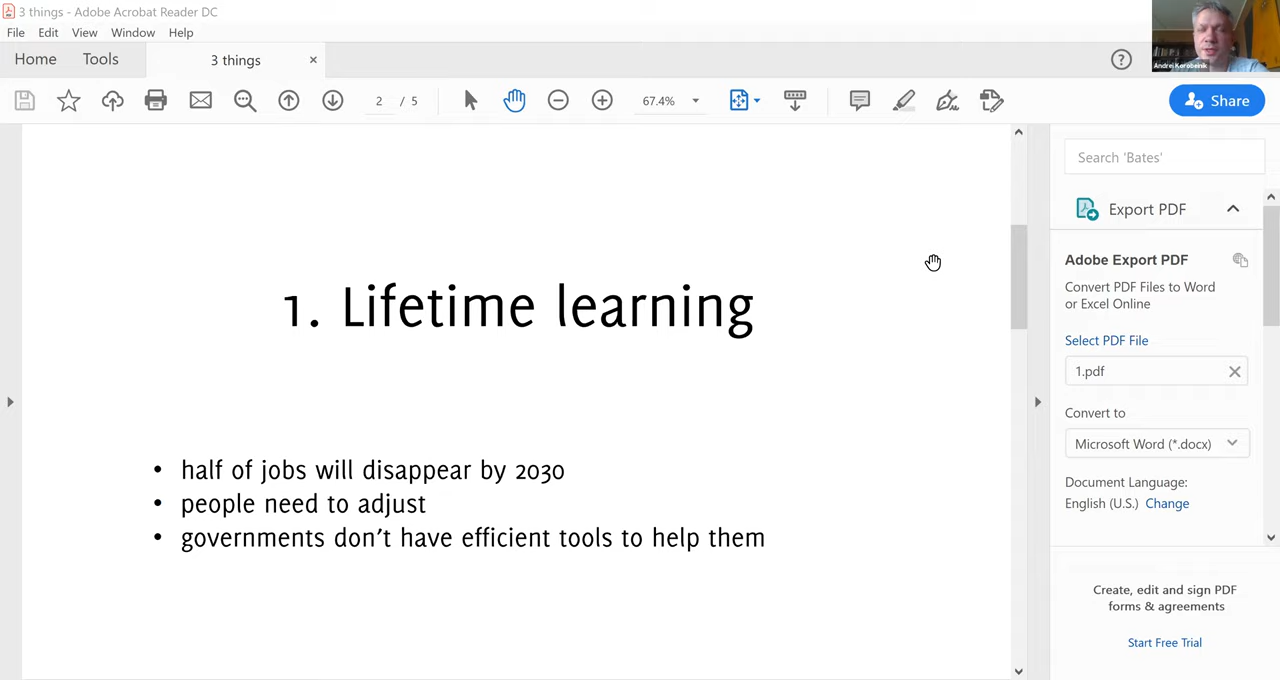 3 things - Adobe Acrobat Reader DC
File Edit View Window Help
Home Tools 3 things ×
Andrei Korobeinik
2 / 5 67.4% Share
Search 'Bates'
Export PDF
Adobe Export PDF
Convert PDF Files to Word
or Excel Online
Select PDF File
1.pdf
Convert to
Microsoft Word (*.docx)
Document Language:
English (U.S.) Change
Create, edit and sign PDF
forms & agreements
Start Free Trial
1. Lifetime learning
• half of jobs will disappear by 2030
• people need to adjust
• governments don't have efficient tools to help them